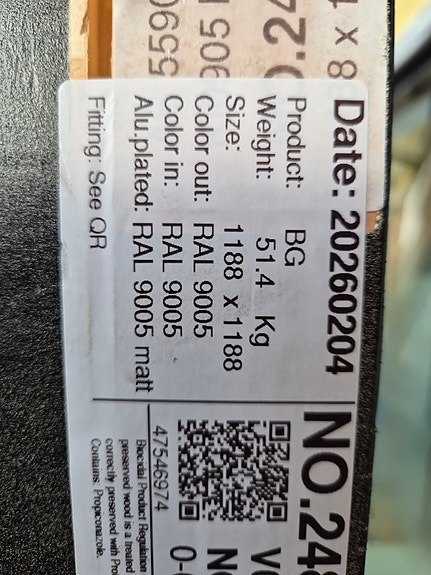 Date: 20260204
Product: BG
Weight: 51.4 Kg
Size: 1188 x 1188
Color out: RAL 9005
Color in: RAL 9005
Alu.plated: RAL 9005 matt
Fitting: See QR
NO.24
47546974
Biocidal Product Regulation
preserved wood is a treated
correctly preserved with
Contains: Propiconazole,
x 8